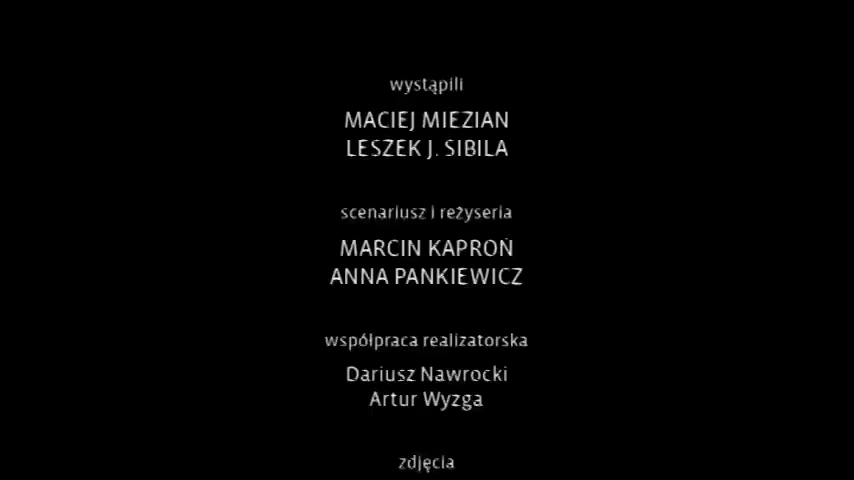 wystąpili
MACIEJ MIEZIAN
LESZEK J. SIBILA
scenariusz i reżyseria
MARCIN KAPROŃ
ANNA PANKIEWICZ
współpraca realizatorska
Dariusz Nawrocki
Artur Wyzga
zdjęcia